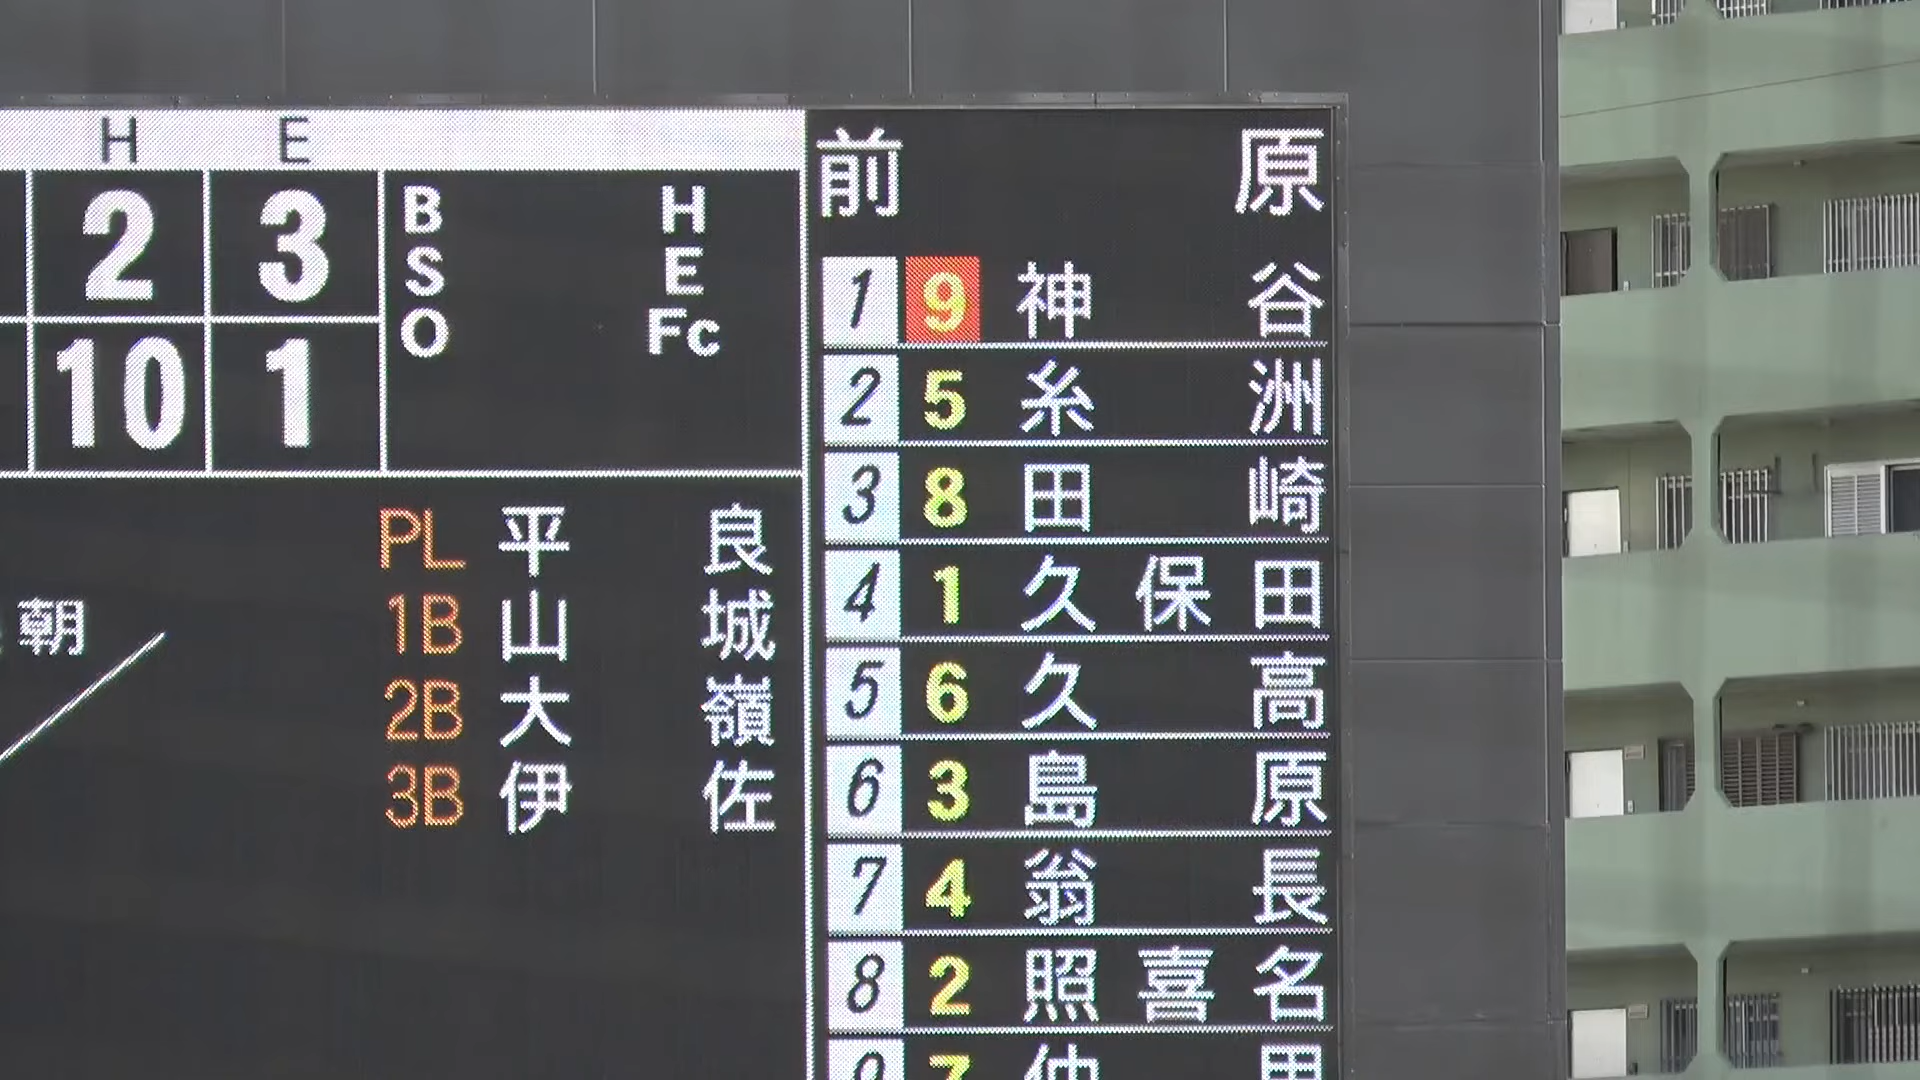 H E
2 3
10 1
B H
S E
O Fc
朝
PL 平良
1B 山城
2B 大嶺
3B 伊佐
前原
1 9 神谷
2 5 糸洲
3 8 田崎
4 1 久保田
5 6 久高
6 3 島原
7 4 翁長
8 2 照喜名
9 7